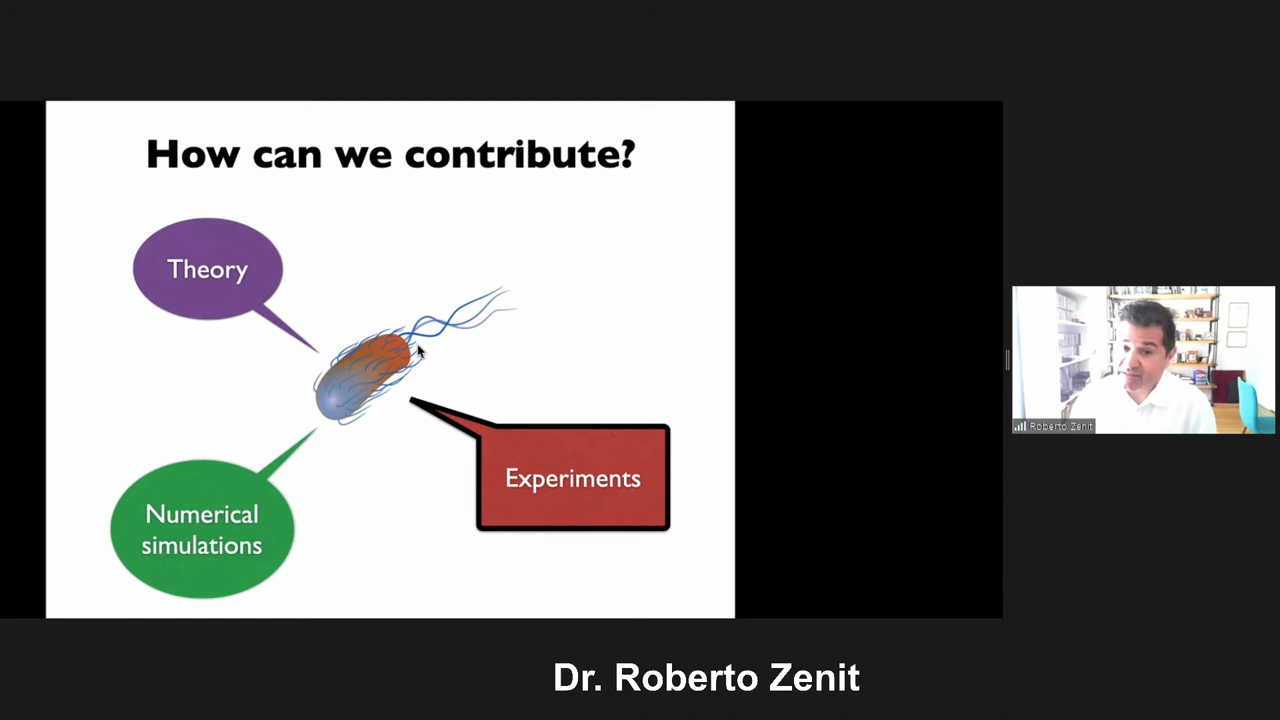 How can we contribute?
Theory
Experiments
Numerical
simulations
Roberto Zenit
Dr. Roberto Zenit